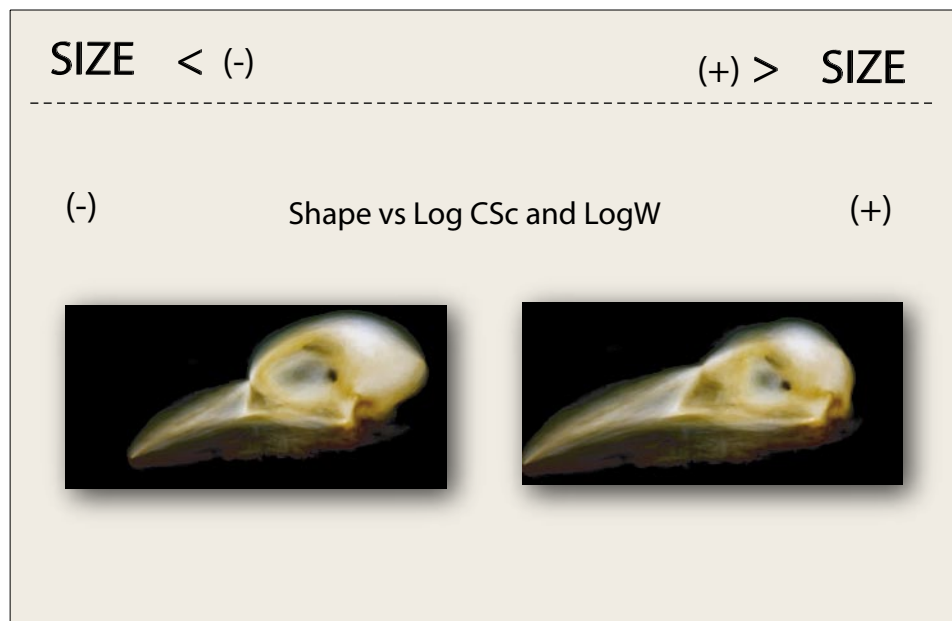 SIZE < (-) (+) > SIZE
(-) Shape vs Log CSc and LogW (+)